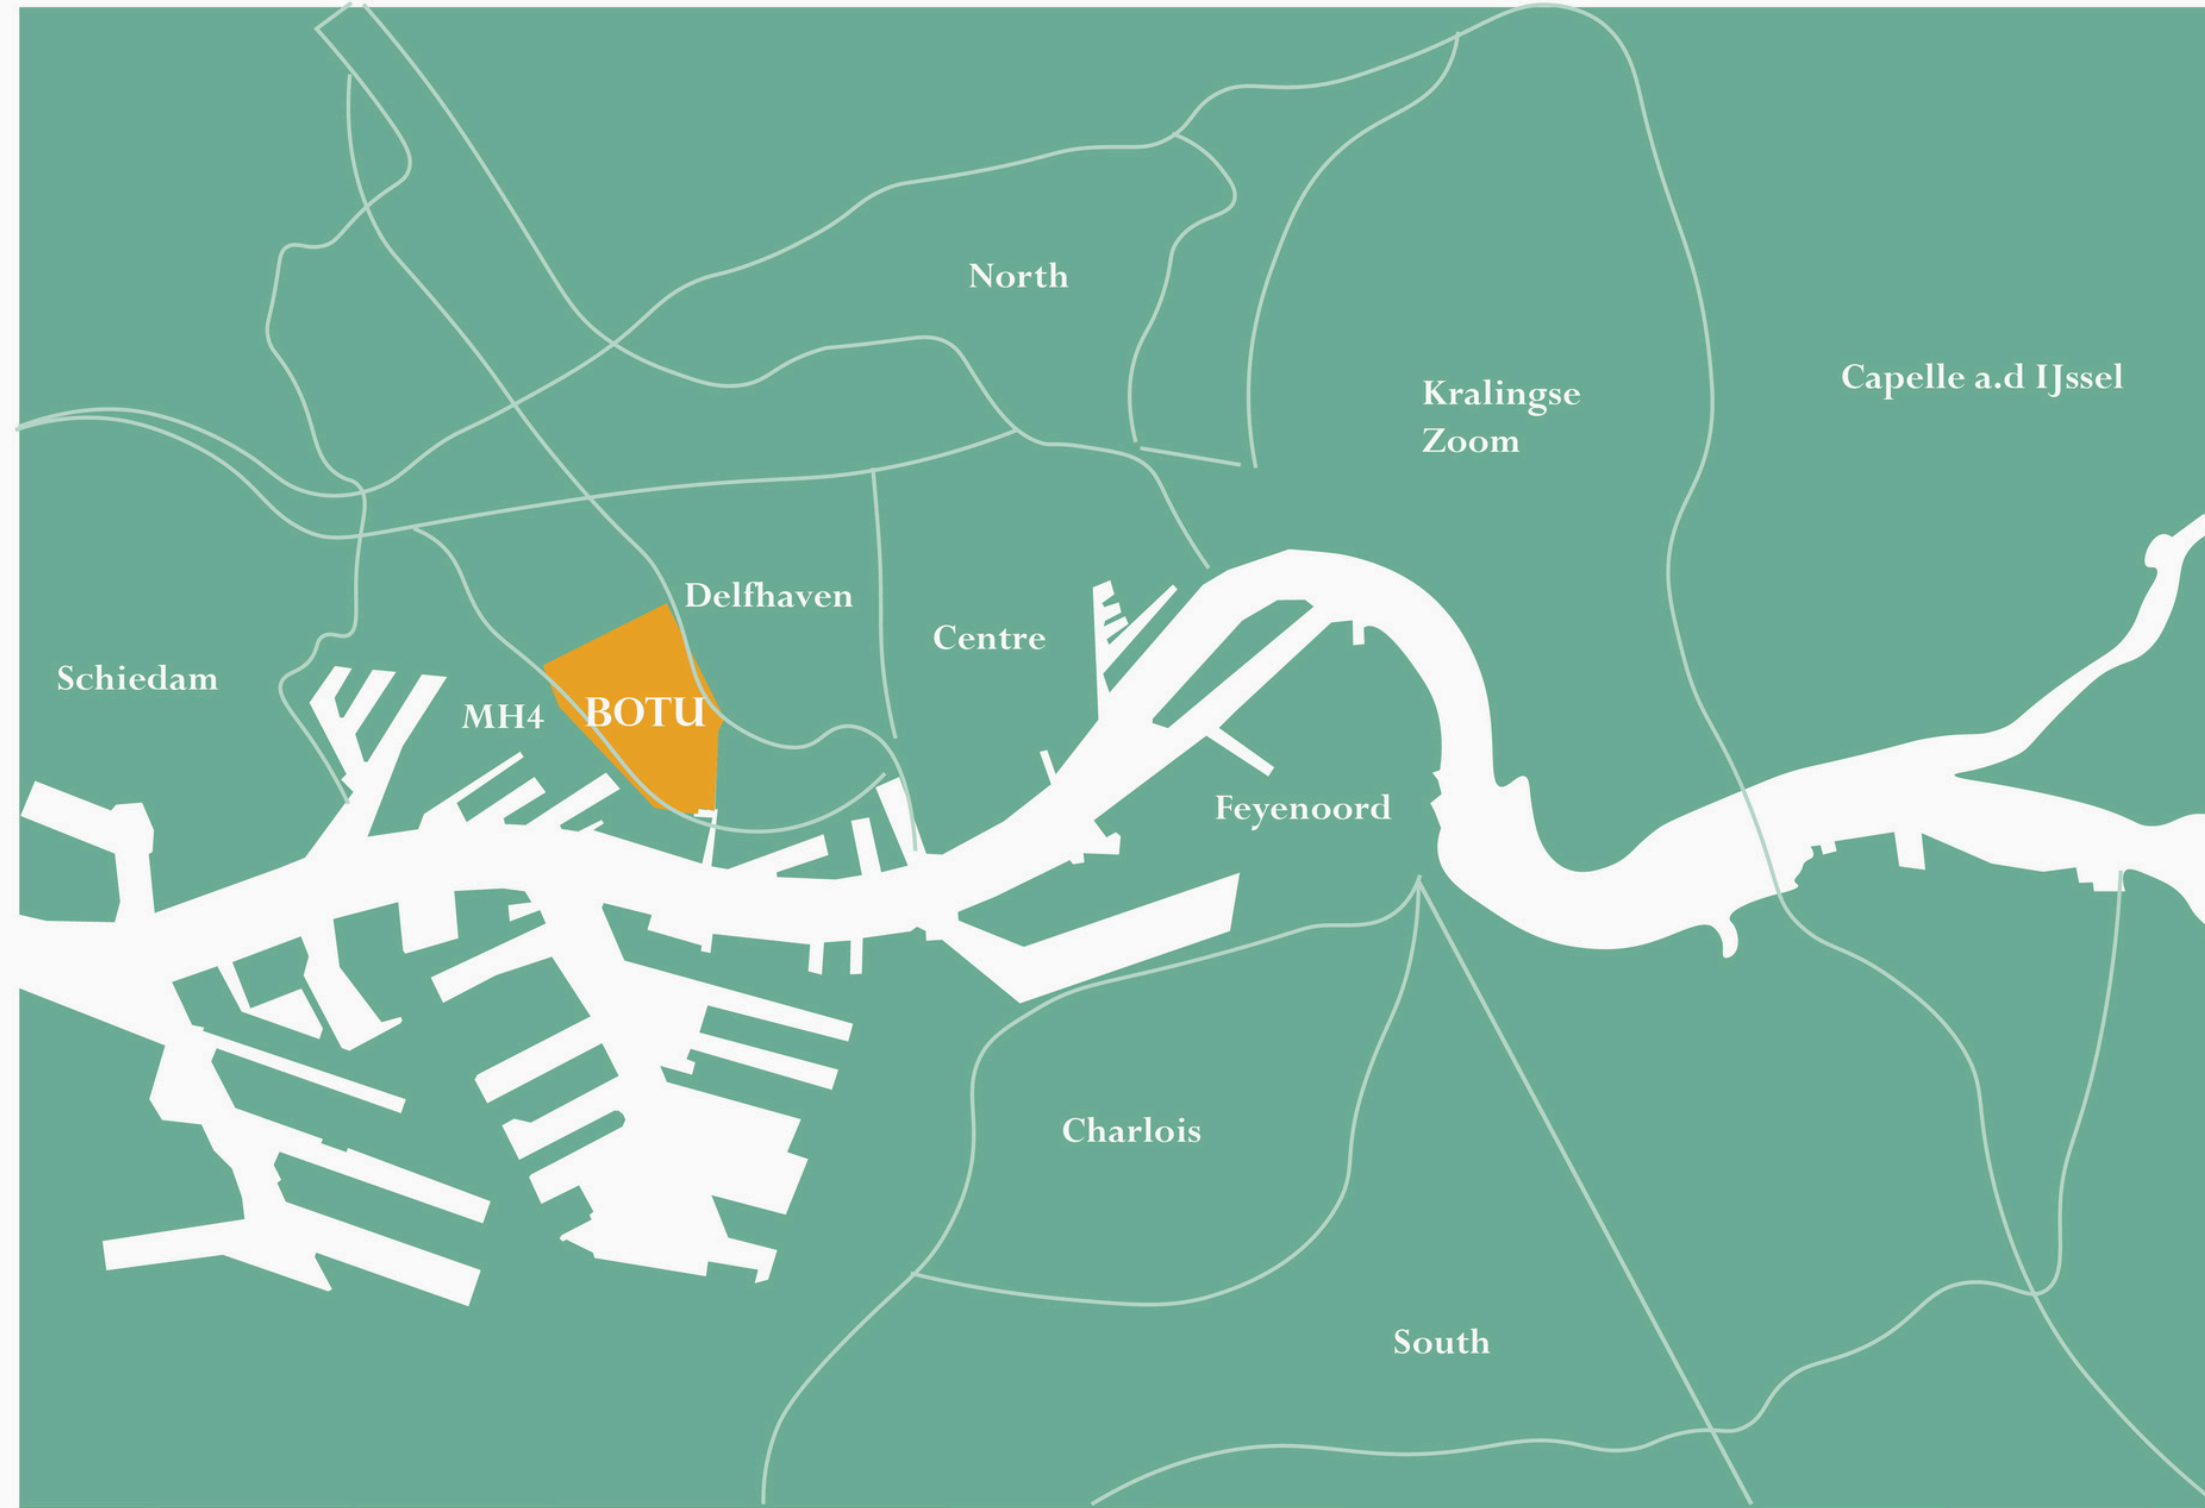 North
Capelle a.d IJssel
Kralingse
Zoom
Delfhaven
Centre
Schiedam
MH4
BOTU
Feyenoord
Charlois
South